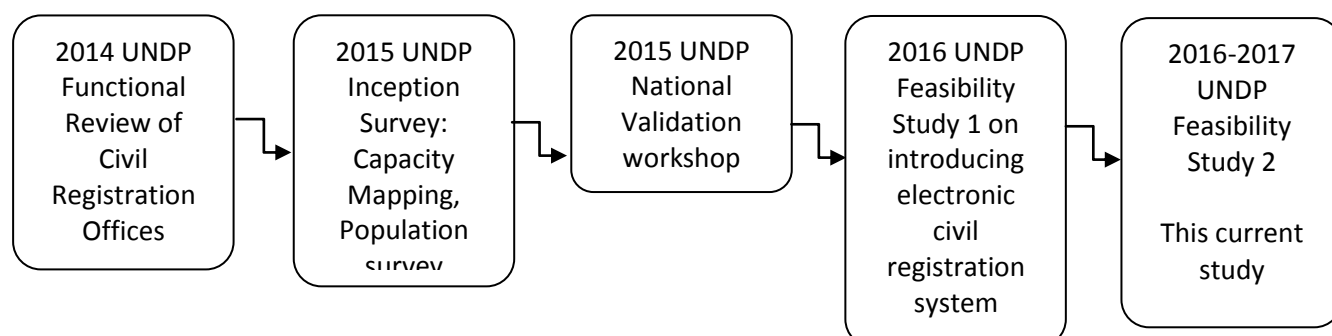 2014 UNDP
Functional
Review of
Civil
Registration
Offices
2015 UNDP
Inception
Survey:
Capacity
Mapping,
Population
survey
2015 UNDP
National
Validation
workshop
2016 UNDP
Feasibility
Study 1 on
introducing
electronic
civil
registration
system
2016-2017
UNDP
Feasibility
Study 2
This current
study